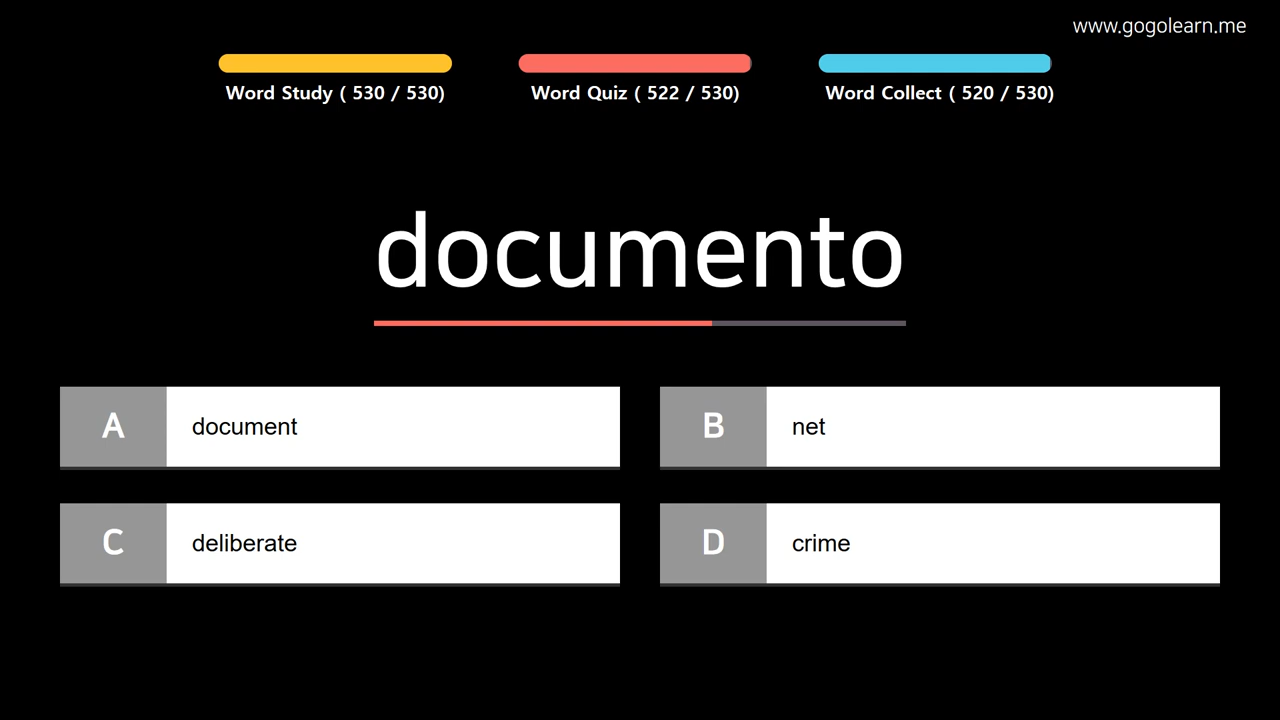 www.gogolearn.me
Word Study ( 530 / 530)
Word Quiz ( 522 / 530)
Word Collect ( 520 / 530)
documento
A document
B net
C deliberate
D crime